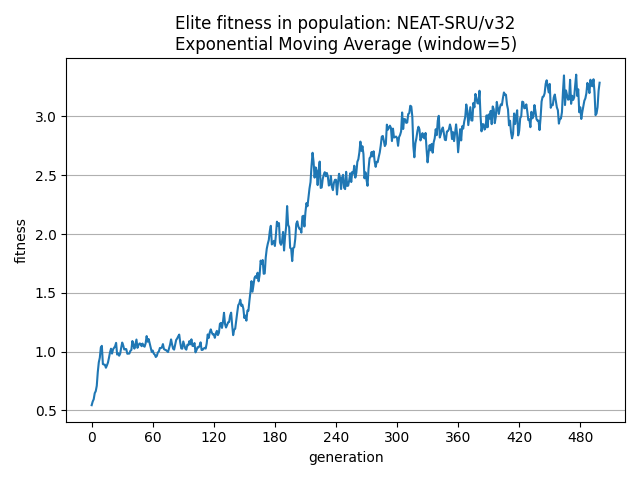 Elite fitness in population: NEAT-SRU/v32
Exponential Moving Average (window=5)
fitness
3.0
2.5
2.0
1.5
1.0
0.5
0 60 120 180 240 300 360 420 480
generation